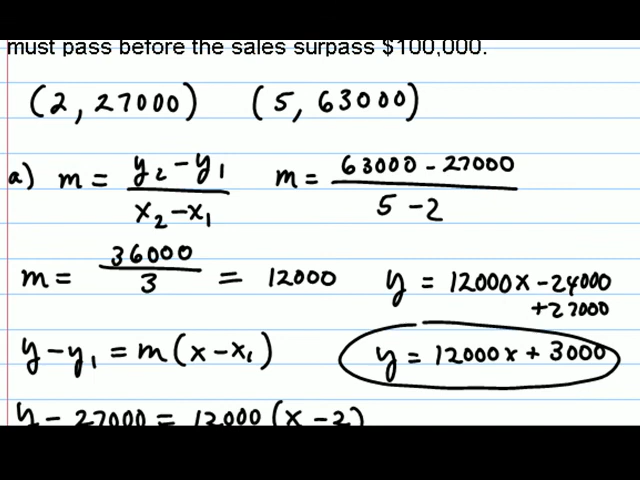 must pass before the sales surpass $100,000.
(2, 27000) (5, 63000)
a) m = y₂ - y₁ / x₂ - x₁ m = 63000 - 27000 / 5 - 2
m = 36000 / 3 = 12000 y = 12000x - 24000
+27000
y - y₁ = m(x - x₁) y = 12000x + 3000
y - 27000 = 12000(x - 2)